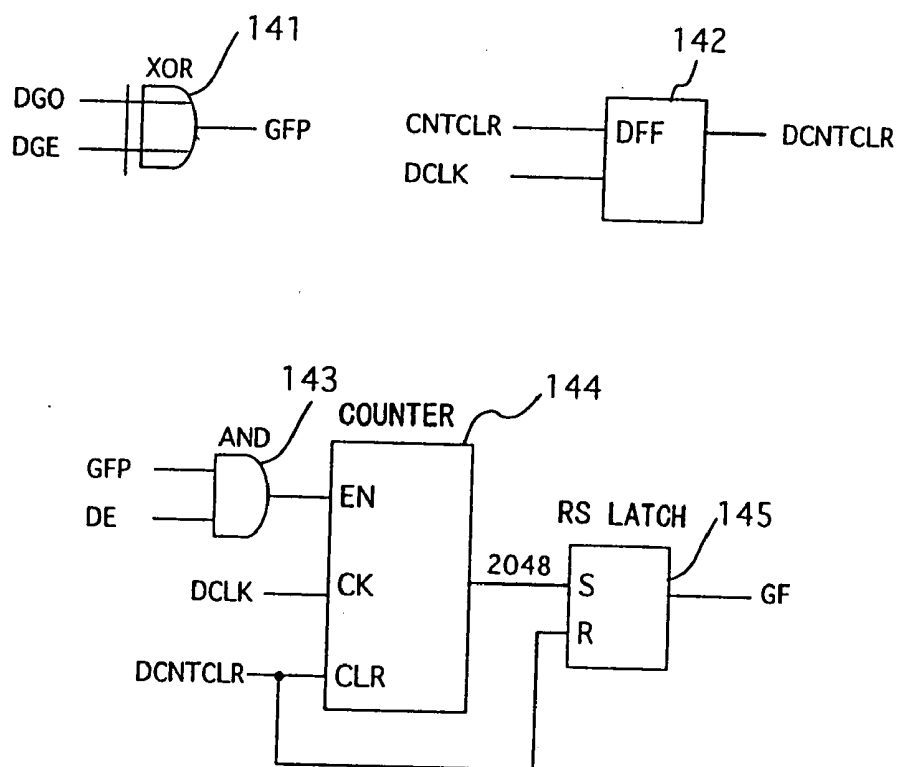 141
XOR
DGO
DGE
GFP
142
CNTCLR
DCLK
DFF
DCNTCLR
143
AND
GFP
DE
COUNTER
144
EN
DCLK
CK
DCNTCLR
CLR
2048
RS LATCH
145
S
R
GF